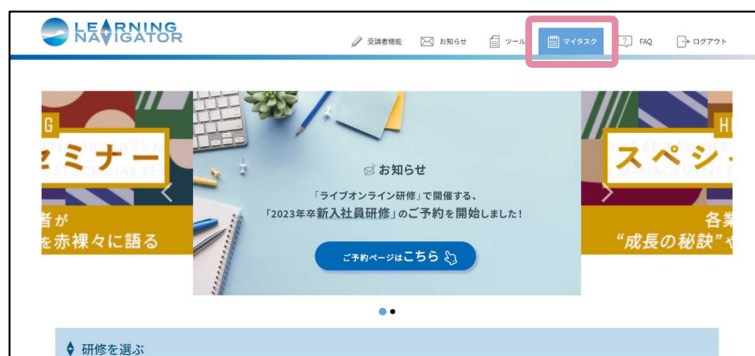 LEARNING
NAVIGATOR
受講者機能
お知らせ
ツール
マイタスク
FAQ
ログアウト
セミナー
者が
を赤裸々に語る
お知らせ
「ライブオンライン研修」で開催する、
「2023年卒新入社員研修」のご予約を開始しました!
ご予約ページはこちら
スペシ
各業
“成長の秘訣”や
研修を選ぶ